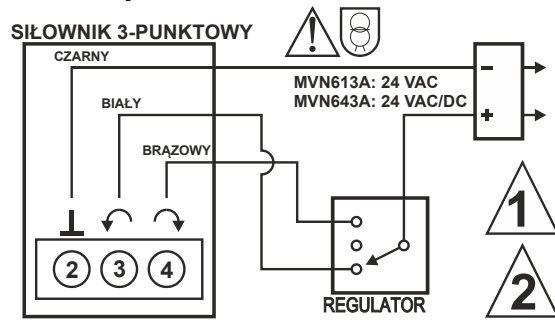 SIŁOWNIK 3-PUNKTOWY
CZARNY
−
MVN613A: 24 VAC
MVN643A: 24 VAC/DC
BIAŁY
+
BRĄZOWY
1
2 3 4
2
REGULATOR